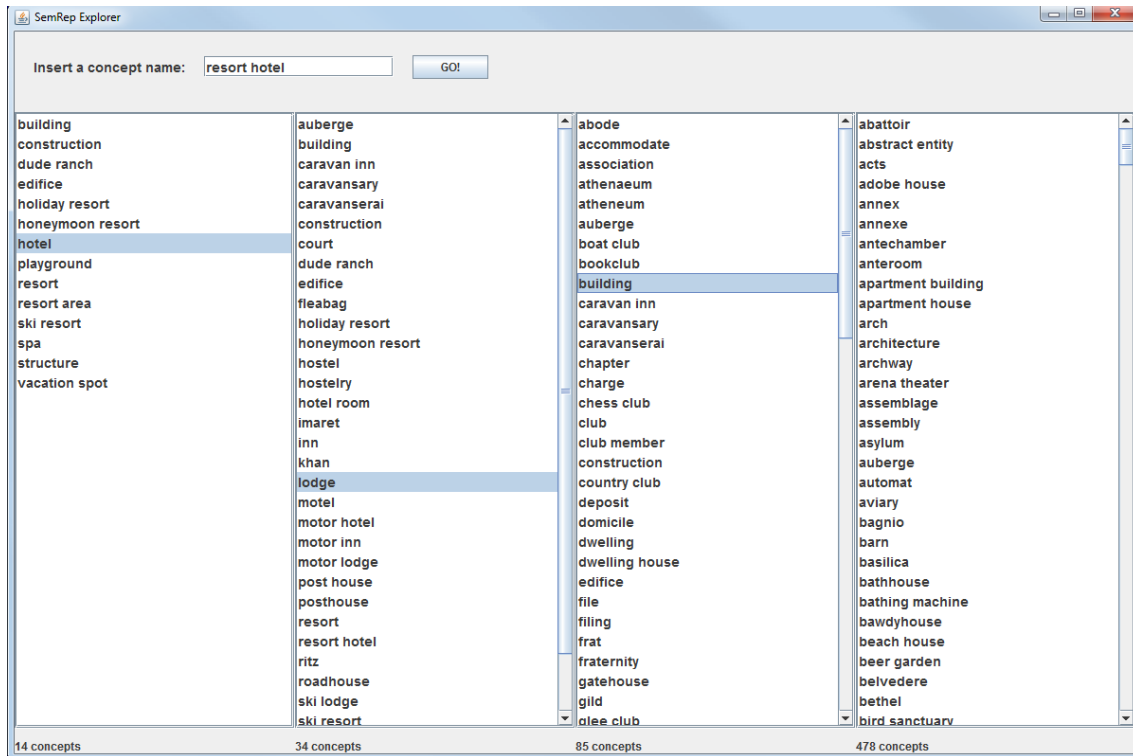 SemRep Explorer
Insert a concept name: resort hotel GO!
building
construction
dude ranch
edifice
holiday resort
honeymoon resort
hotel
playground
resort
resort area
ski resort
spa
structure
vacation spot
14 concepts
auberge
building
caravan inn
caravansary
caravanserai
construction
court
dude ranch
edifice
fleabag
holiday resort
honeymoon resort
hostel
hostelry
hotel room
imaret
inn
khan
lodge
motel
motor hotel
motor inn
motor lodge
post house
posthouse
resort
resort hotel
ritz
roadhouse
ski lodge
ski resort
34 concepts
abode
accommodate
association
athenaeum
atheneum
auberge
boat club
bookclub
building
caravan inn
caravansary
caravanserai
chapter
charge
chess club
club
club member
construction
country club
deposit
domicile
dwelling
dwelling house
edifice
file
filing
frat
fraternity
gatehouse
gild
glee club
85 concepts
abattoir
abstract entity
acts
adobe house
annex
annexe
antechamber
anteroom
apartment building
apartment house
arch
architecture
archway
arena theater
assemblage
assembly
asylum
auberge
automat
aviary
bagnio
barn
basilica
bathhouse
bathing machine
bawdyhouse
beach house
beer garden
belvedere
bethel
bird sanctuary
478 concepts